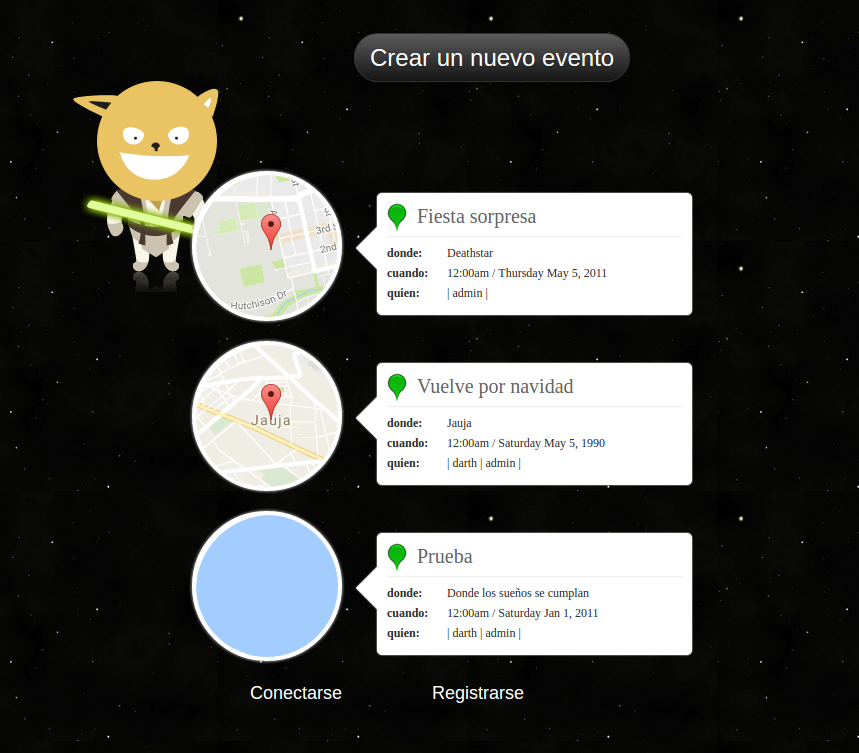 Crear un nuevo evento
3rd
2nd
Hutchison Dr
Fiesta sorpresa
donde: Deathstar
cuando: 12:00am / Thursday May 5, 2011
quien: | admin |
Jauja
Vuelve por navidad
donde: Jauja
cuando: 12:00am / Saturday May 5, 1990
quien: | darth | admin |
Prueba
donde: Donde los sueños se cumplan
cuando: 12:00am / Saturday Jan 1, 2011
quien: | darth | admin |
Conectarse Registrarse